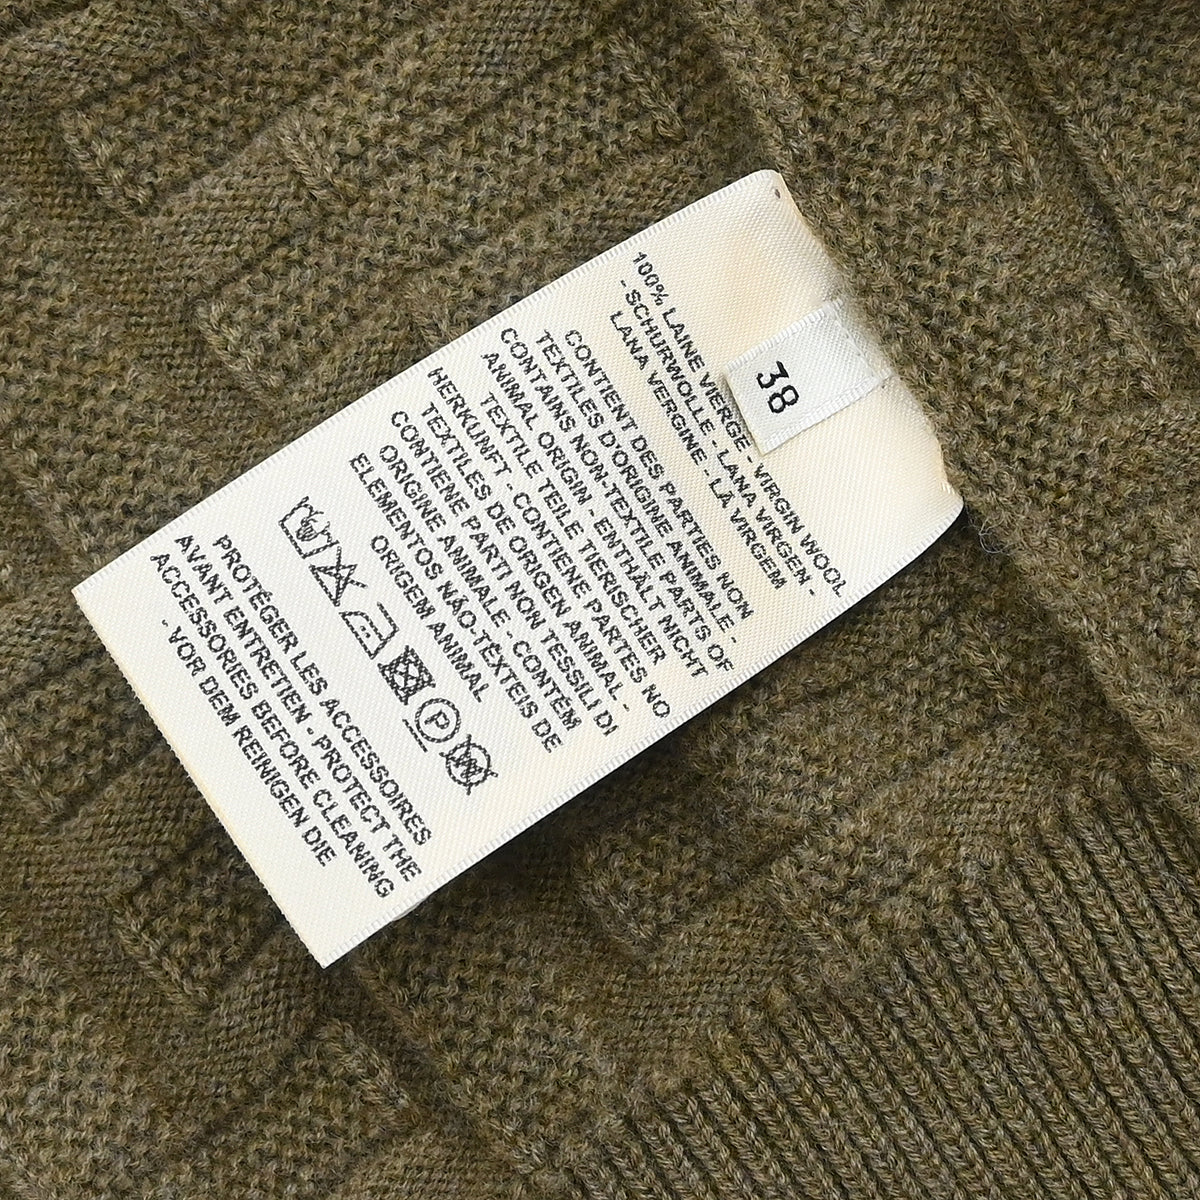 38
100% LAINE VIERGE - VIRGIN WOOL
- SCHURWOLLE - LANA VIRGEN -
LANA VERGINE - LÃ VIRGEM
CONTIENT DES PARTIES NON
TEXTILES D'ORIGINE ANIMALE -
CONTAINS NON-TEXTILE PARTS OF
ANIMAL ORIGIN - ENTHÄLT NICHT
TEXTILE TEILE TIERISCHER
HERKUNFT - CONTIENE PARTES NO
TEXTILES DE ORIGEN ANIMAL -
CONTIENE PARTI NON TESSILI DI
ORIGINE ANIMALE - CONTÉM
ELEMENTOS NÃO-TÊXTEIS DE
ORIGEM ANIMAL
P
W
PROTÉGER LES ACCESSOIRES
AVANT ENTRETIEN - PROTECT THE
ACCESSORIES BEFORE CLEANING
- VOR DEM REINIGEN DIE